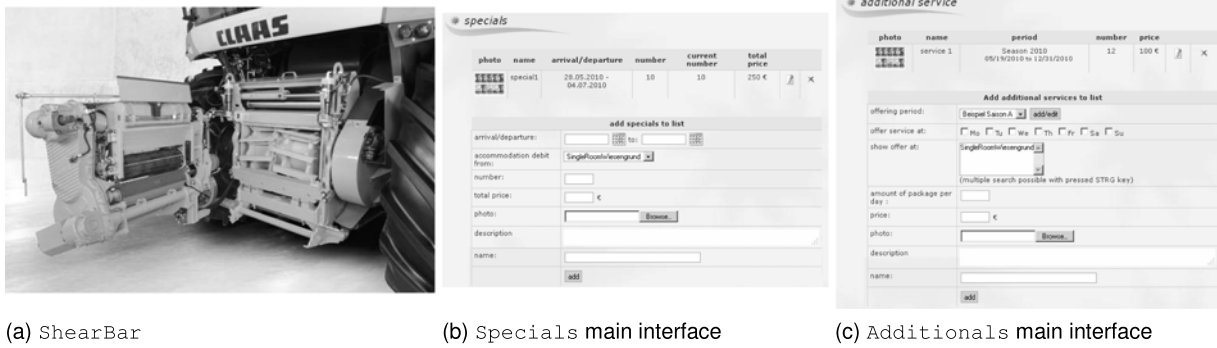 CLAAS
specials
photo name arrival/departure number current number total price
special1 28.05.2010 - 04.07.2010 10 10 250 €
add specials to list
arrival/departure: to:
accommodation debit from: SingleRoom\wiesengrund
number:
total price: €
photo: Browse...
description
name:
add
additional service
photo name period number price
service 1 Season 2010 05/19/2010 to 12/31/2010 12 100 €
Add additional services to list
offering period: Beispiel Saison A add/edit
offer service at: Mo Tu We Th Fr Sa Su
show offer at: SingleRoom\wiesengrund
(multiple search possible with pressed STRG key)
amount of package per day :
price: €
photo: Browse...
description
name:
add
(a) ShearBar
(b) Specials main interface
(c) Additionals main interface